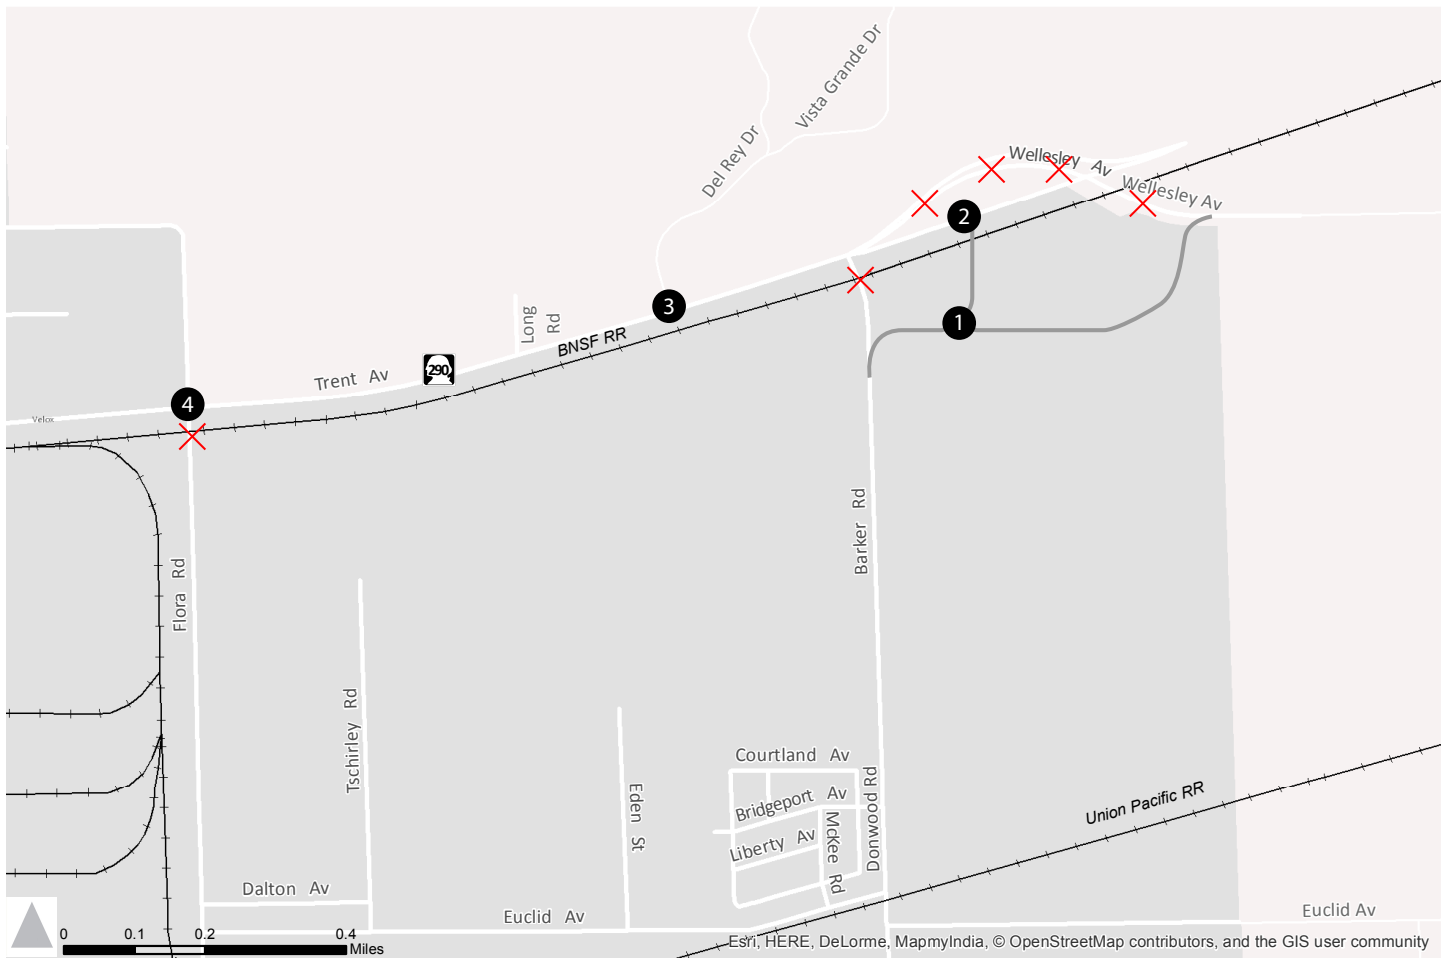 Vista Grande Dr
Del Rey Dr
Wellesley Av
Wellesley Av
2
3
1
Long Rd
BNSF RR
290
Trent Av
4
Velox
Barker Rd
Flora Rd
Tschirley Rd
Eden St
Courtland Av
Bridgeport Av
Liberty Av
McKee Rd
Donwood Rd
Union Pacific RR
Dalton Av
Euclid Av
Euclid Av
0 0.1 0.2 0.4
Miles
Esri, HERE, DeLorme, MapmyIndia, © OpenStreetMap contributors, and the GIS user community